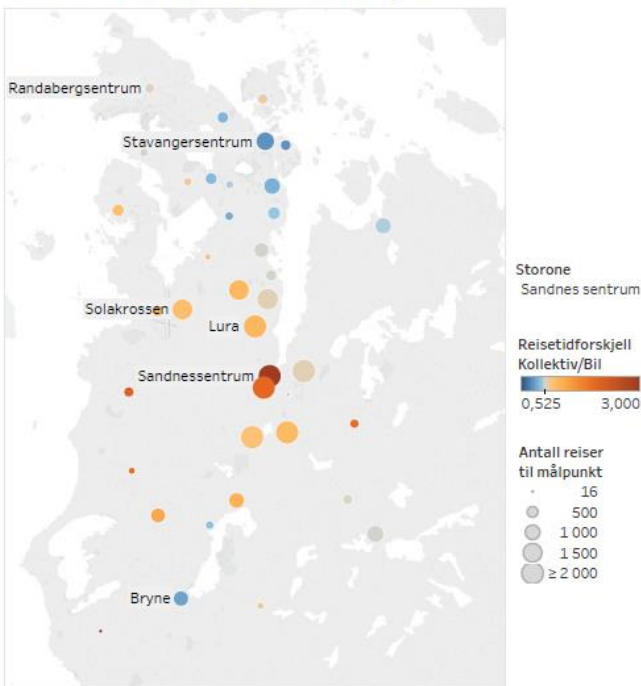 Randabergsentrum
Stavangersentrum
Solakrossen
Lura
Sandnessentrum
Bryne
Storone
Sandnes sentrum
Reisetidforskjell
Kollektiv/Bil
0,525 3,000
Antall reiser
til målpunkt
16
500
1 000
1 500
≥ 2 000